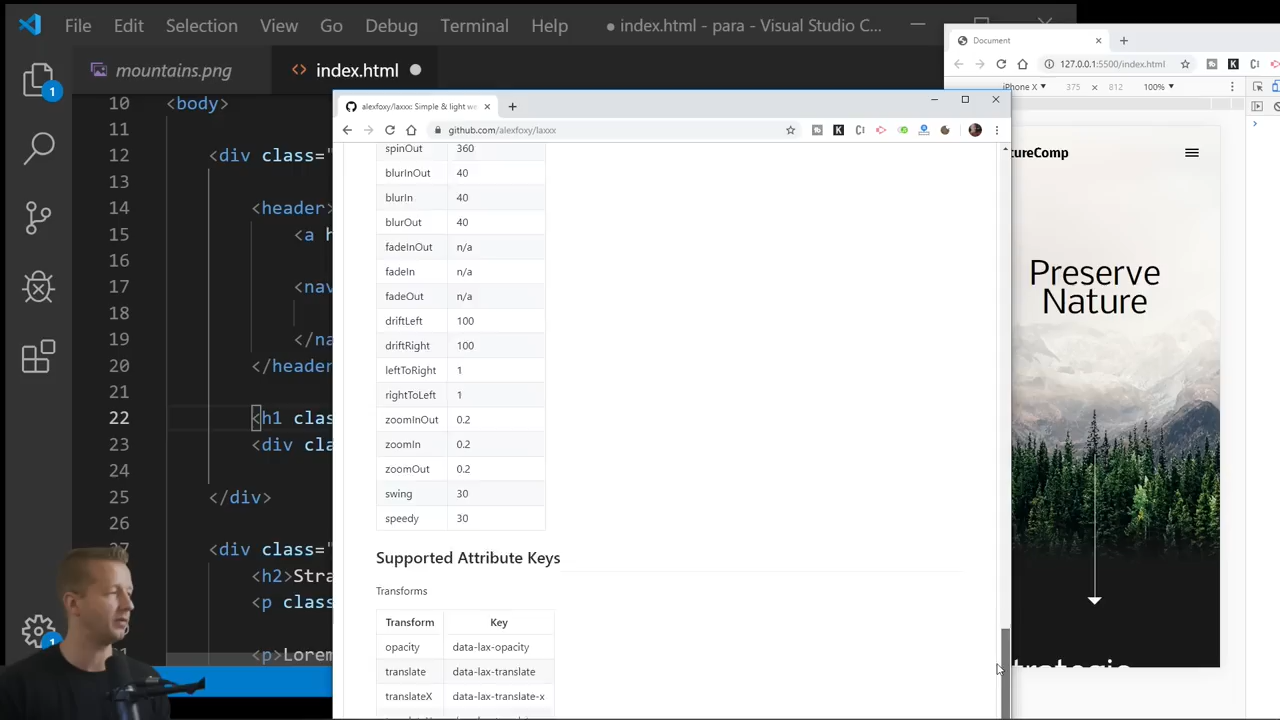 File Edit Selection View Go Debug Terminal Help ● index.html - para - Visual Studio C...
mountains.png
index.html
1
10 <body>
11
12 <div class="
13
14 <header>
15 <a h
16
17 <nav
18
19 </na
20 </header
21
22 <h1 clas
23 <div cla
24
25 </div>
26
27 <div class="
<h2>Stra
<p class
<p>Lorem
1
alexfoxy/laxxx Simple & light we
github.com/alexfoxy/laxxx
spinOut 360
blurInOut 40
blurIn 40
blurOut 40
fadeInOut n/a
fadeIn n/a
fadeOut n/a
driftLeft 100
driftRight 100
leftToRight 1
rightToLeft 1
zoomInOut 0.2
zoomIn 0.2
zoomOut 0.2
swing 30
speedy 30
Supported Attribute Keys
Transforms
Transform Key
opacity data-lax-opacity
translate data-lax-translate
translateX data-lax-translate-x
Document
127.0.0.1:5500/index.html
iPhone X 375 × 812 100%
tureComp
Preserve
Nature